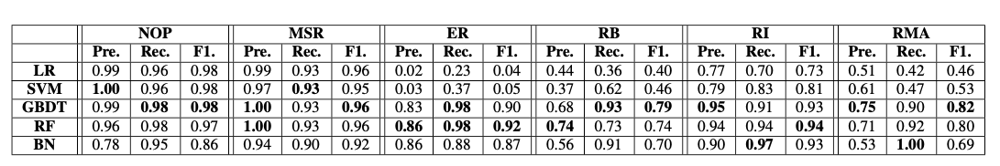 NOP MSR ER RB RI RMA
Pre. Rec. F1. Pre. Rec. F1. Pre. Rec. F1. Pre. Rec. F1. Pre. Rec. F1. Pre. Rec. F1.
LR 0.99 0.96 0.98 0.99 0.93 0.96 0.02 0.23 0.04 0.44 0.36 0.40 0.77 0.70 0.73 0.51 0.42 0.46
SVM 1.00 0.96 0.98 0.97 0.93 0.95 0.03 0.37 0.05 0.37 0.62 0.46 0.79 0.83 0.81 0.61 0.47 0.53
GBDT 0.99 0.98 0.98 1.00 0.93 0.96 0.83 0.98 0.90 0.68 0.93 0.79 0.95 0.91 0.93 0.75 0.90 0.82
RF 0.96 0.98 0.97 1.00 0.93 0.96 0.86 0.98 0.92 0.74 0.73 0.74 0.94 0.94 0.94 0.71 0.92 0.80
BN 0.78 0.95 0.86 0.94 0.90 0.92 0.86 0.88 0.87 0.56 0.91 0.70 0.90 0.97 0.93 0.53 1.00 0.69